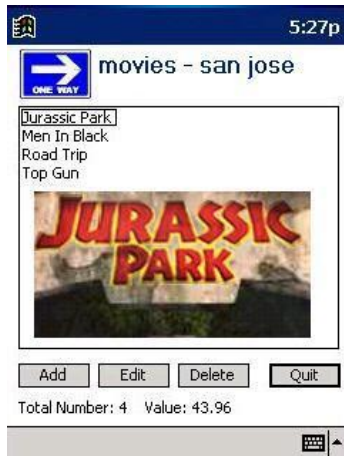 5:27p
ONE WAY
movies - san jose
Jurassic Park
Men In Black
Road Trip
Top Gun
JURASSIC
PARK
Add Edit Delete Quit
Total Number: 4 Value: 43.96